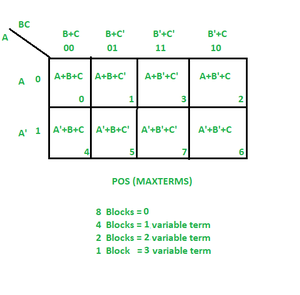 BC
B+C B+C' B'+C' B'+C
A
00 01 11 10
A 0 A+B+C A+B+C' A+B'+C' A+B'+C
0 1 3 2
A' 1 A'+B+C A'+B+C' A'+B'+C' A'+B'+C
4 5 7 6
POS (MAXTERMS)
8 Blocks = 0
4 Blocks = 1 variable term
2 Blocks = 2 variable term
1 Block = 3 variable term